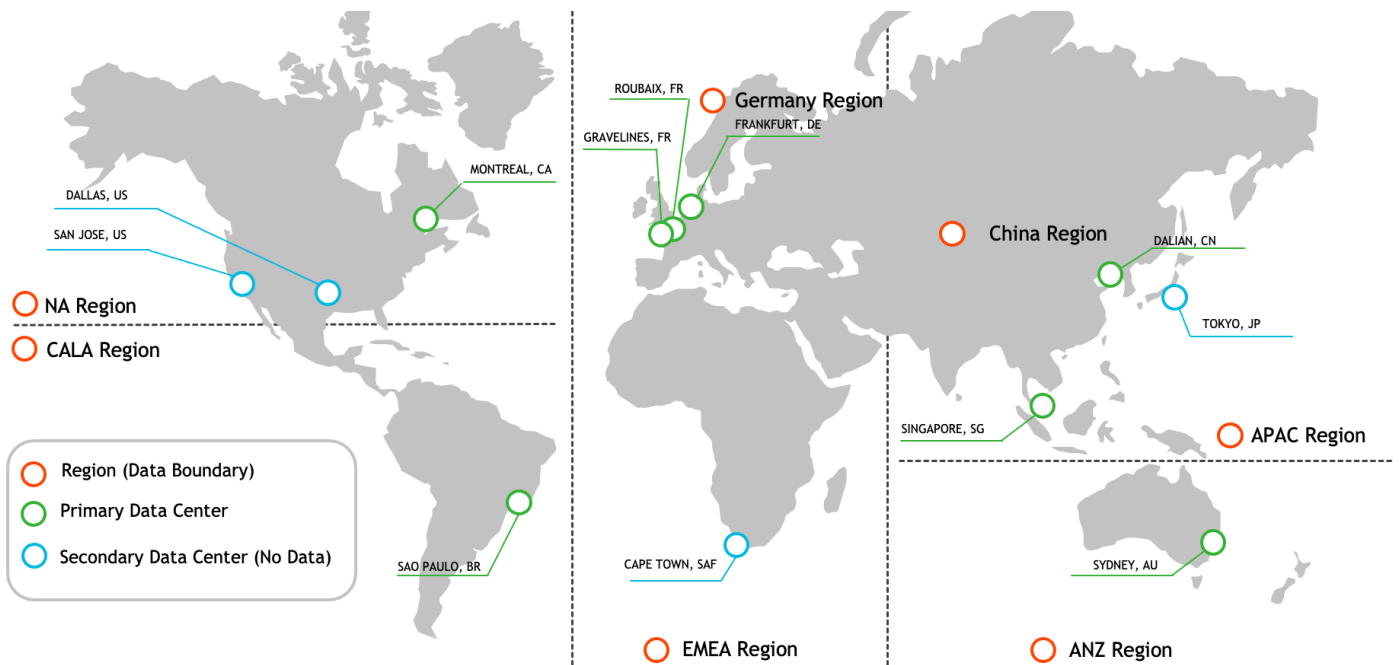 ROUBAIX, FR
Germany Region
FRANKFURT, DE
GRAVELINES, FR
MONTREAL, CA
DALLAS, US
SAN JOSE, US
China Region
DALIAN, CN
NA Region
TOKYO, JP
CALA Region
SINGAPORE, SG
APAC Region
Region (Data Boundary)
Primary Data Center
Secondary Data Center (No Data)
SAO PAULO, BR
CAPE TOWN, SAF
SYDNEY, AU
EMEA Region
ANZ Region